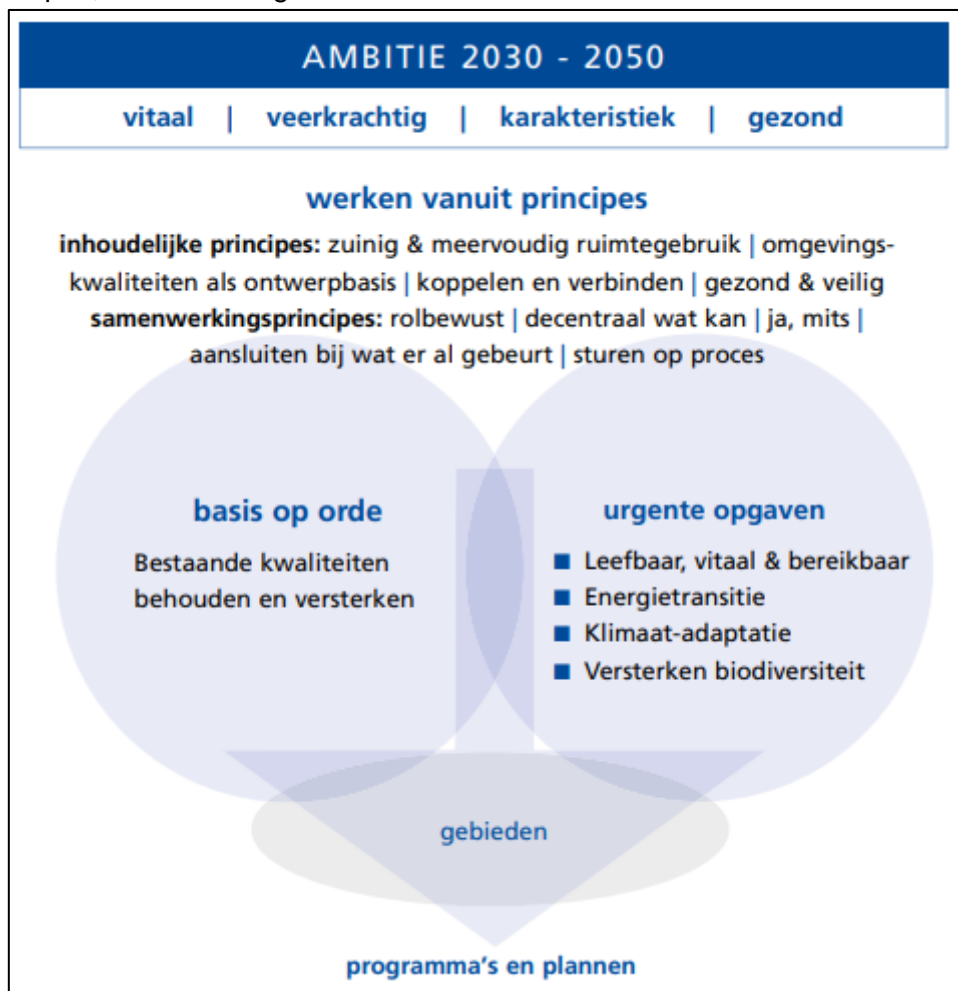 AMBITIE 2030 - 2050
vitaal | veerkrachtig | karakteristiek | gezond
werken vanuit principes
inhoudelijke principes: zuinig & meervoudig ruimtegebruik | omgevings-
kwaliteiten als ontwerpbasis | koppelen en verbinden | gezond & veilig
samenwerkingsprincipes: rolbewust | decentraal wat kan | ja, mits |
aansluiten bij wat er al gebeurt | sturen op proces
basis op orde
Bestaande kwaliteiten
behouden en versterken
urgente opgaven
■ Leefbaar, vitaal & bereikbaar
■ Energietransitie
■ Klimaat-adaptatie
■ Versterken biodiversiteit
gebieden
programma's en plannen